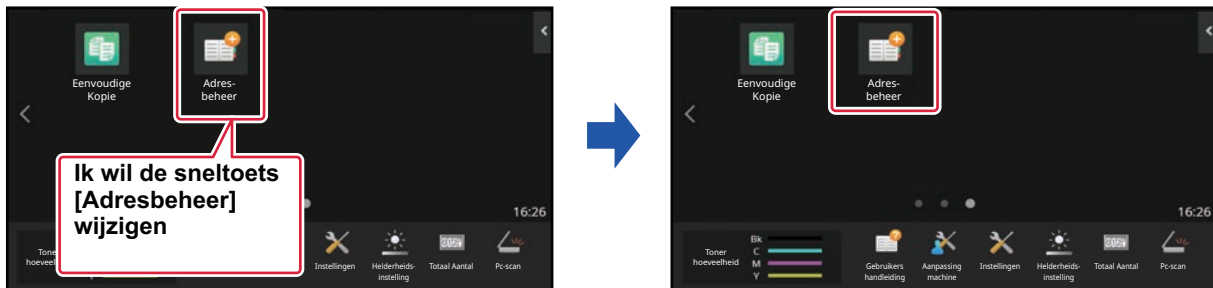 Eenvoudige
Kopie
Adres-
beheer
Ik wil de sneltoets
[Adresbeheer]
wijzigen
16:26
Instellingen
Helderheids-
instelling
Totaal Aantal
Pc-scan
Eenvoudige
Kopie
Adres-
beheer
16:26
Toner
hoeveelheid
Bk
C
M
Y
Gebruikers
handleiding
Aanpassing
machine
Instellingen
Helderheids-
instelling
Totaal Aantal
Pc-scan